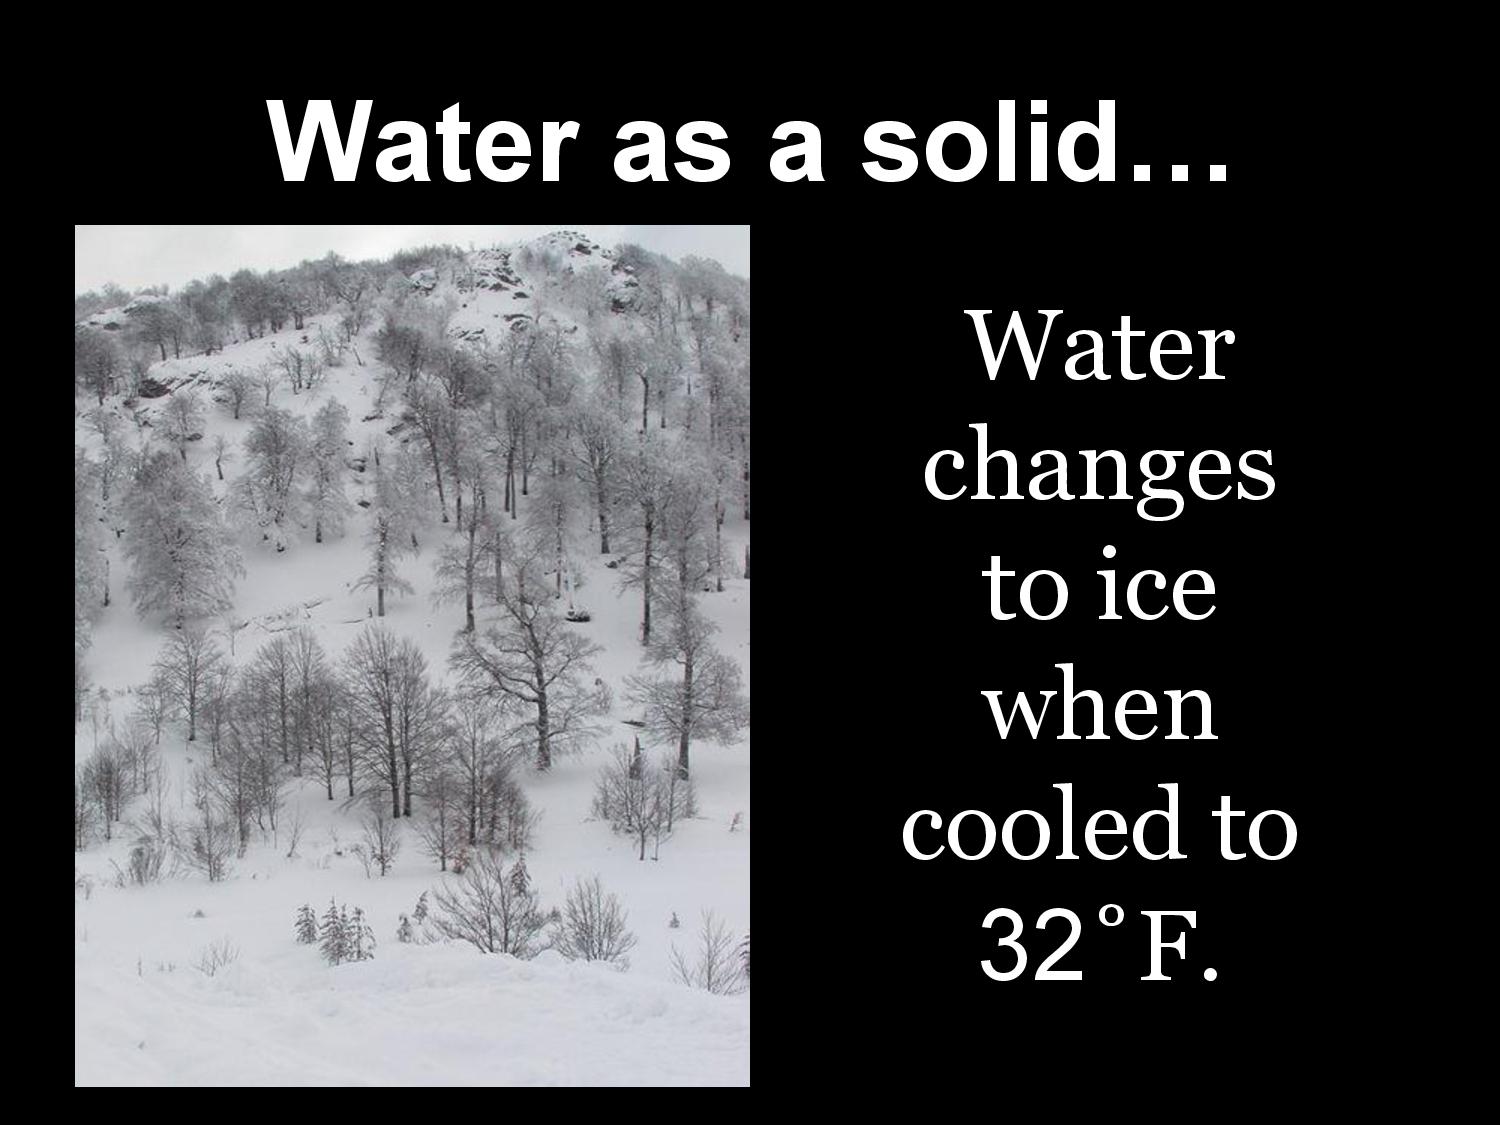 Water as a solid…
Water
changes
to ice
when
cooled to
32˚F.